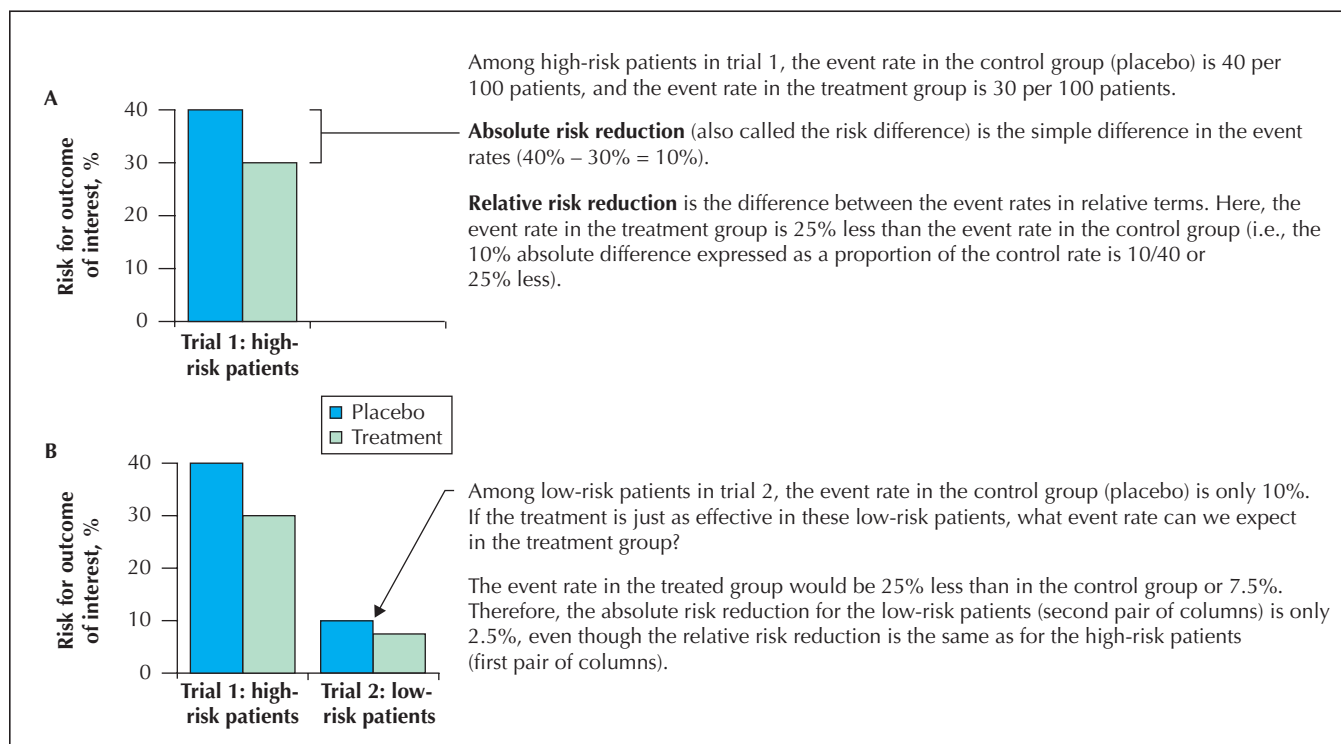 Among high-risk patients in trial 1, the event rate in the control group (placebo) is 40 per
100 patients, and the event rate in the treatment group is 30 per 100 patients.
Absolute risk reduction (also called the risk difference) is the simple difference in the event
rates (40% – 30% = 10%).
Relative risk reduction is the difference between the event rates in relative terms. Here, the
event rate in the treatment group is 25% less than the event rate in the control group (i.e., the
10% absolute difference expressed as a proportion of the control rate is 10/40 or
25% less).
A
Risk for outcome
of interest, %
40
30
20
10
0
Trial 1: high-
risk patients
Placebo
Treatment
B
Risk for outcome
of interest, %
40
30
20
10
0
Trial 1: high-
risk patients
Trial 2: low-
risk patients
Among low-risk patients in trial 2, the event rate in the control group (placebo) is only 10%.
If the treatment is just as effective in these low-risk patients, what event rate can we expect
in the treatment group?
The event rate in the treated group would be 25% less than in the control group or 7.5%.
Therefore, the absolute risk reduction for the low-risk patients (second pair of columns) is only
2.5%, even though the relative risk reduction is the same as for the high-risk patients
(first pair of columns).